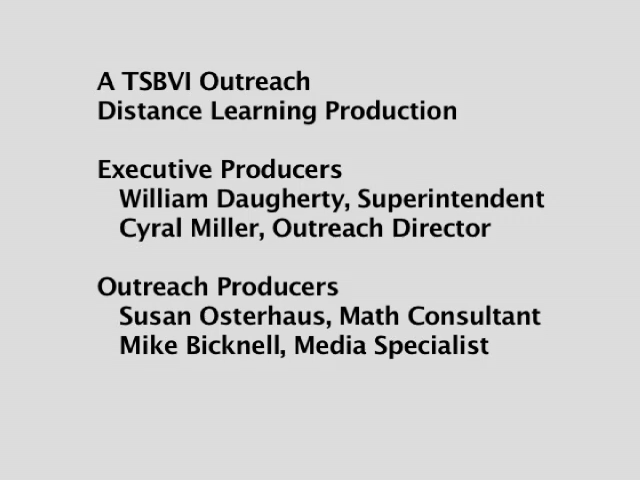 A TSBVI Outreach
Distance Learning Production
Executive Producers
William Daugherty, Superintendent
Cyral Miller, Outreach Director
Outreach Producers
Susan Osterhaus, Math Consultant
Mike Bicknell, Media Specialist